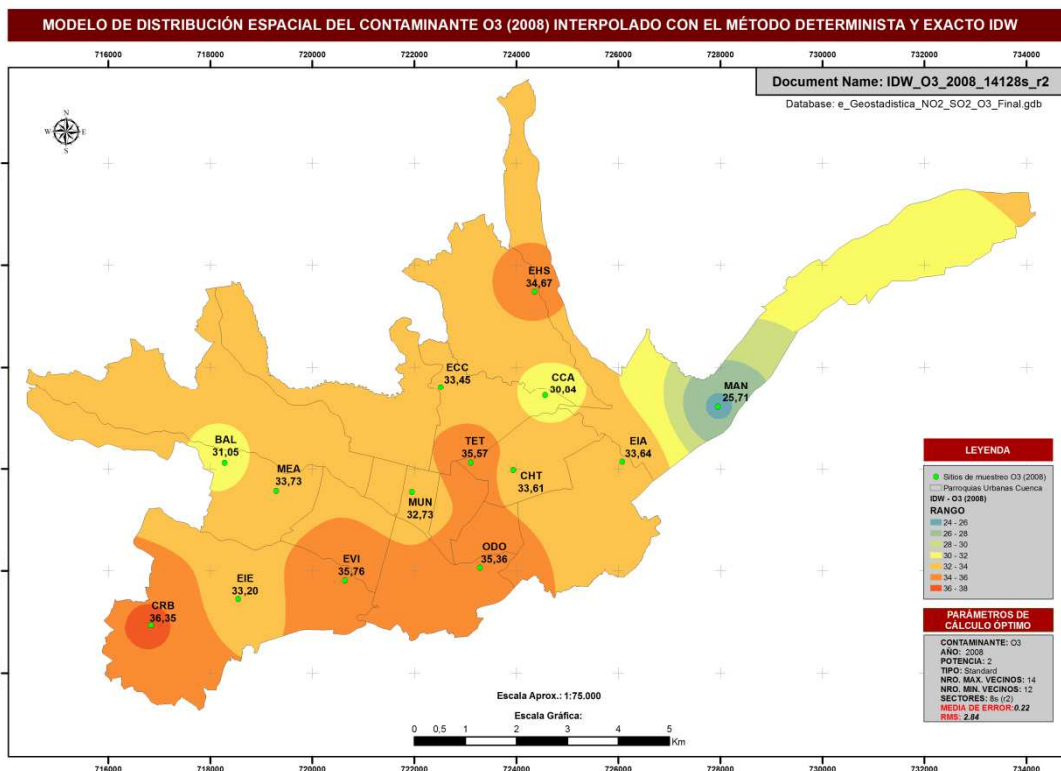 MODELO DE DISTRIBUCIÓN ESPACIAL DEL CONTAMINANTE O3 (2008) INTERPOLADO CON EL MÉTODO DETERMINISTA Y EXACTO IDW
716000 718000 720000 722000 724000 726000 728000 730000 732000 734000
Document Name: IDW_O3_2008_14128s_r2
Database: e_Geostadistica_NO2_SO2_O3_Final.gdb
N
W E
S
EHS
34,67
ECC
33,45
CCA
30,04
MAN
25,71
BAL
31,05
TET
35,57
EIA
33,64
MEA
33,73
CHT
33,61
MUN
32,73
ODO
35,36
EVI
35,76
EIE
33,20
CRB
36,35
LEYENDA
Sitios de muestreo O3 (2008)
Parroquias Urbanas Cuenca
IDW - O3 (2008)
RANGO
24 - 26
26 - 28
28 - 30
30 - 32
32 - 34
34 - 36
36 - 38
PARÁMETROS DE
CÁLCULO ÓPTIMO
CONTAMINANTE: O3
AÑO: 2008
POTENCIA: 2
TIPO: Standard
NRO. MAX. VECINOS: 14
NRO. MIN. VECINOS: 12
SECTORES: 8s (r2)
MEDIA DE ERROR:0.22
RMS: 2.84
Escala Aprox.: 1:75.000
Escala Gráfica:
0 0,5 1 2 3 4 5
Km
716000 718000 720000 722000 724000 726000 728000 730000 732000 734000